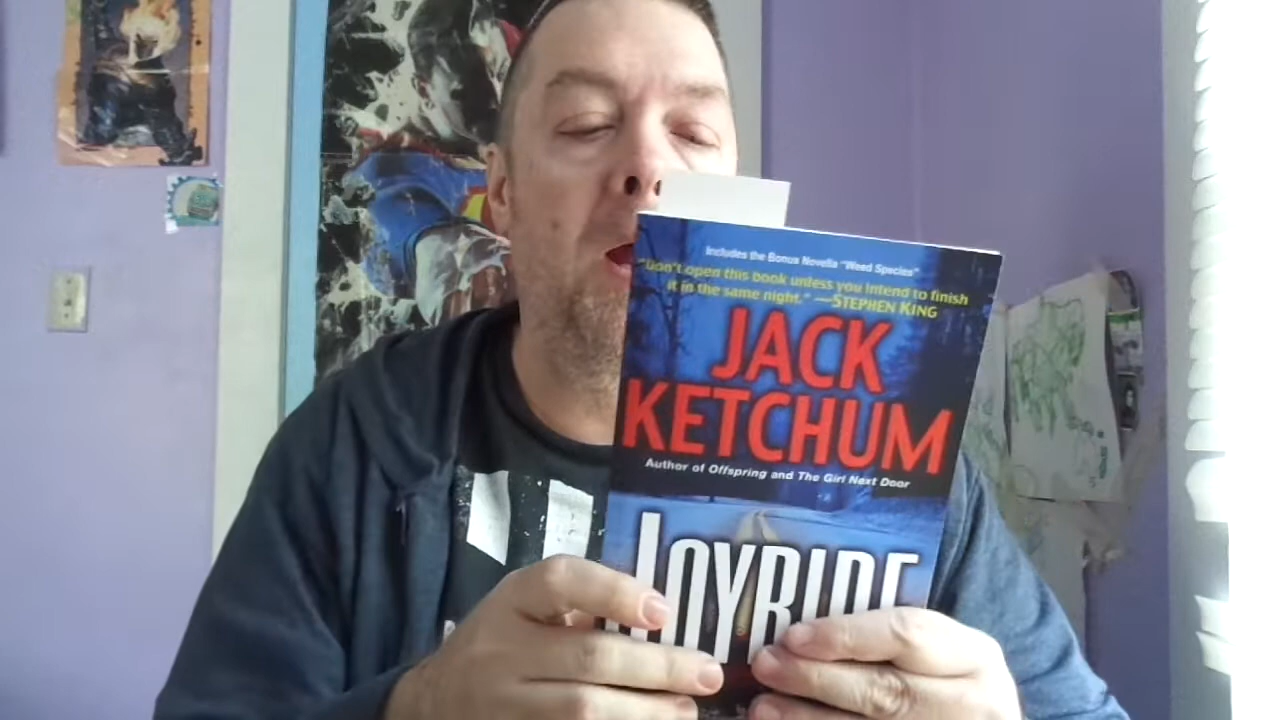 Includes the Bonus Novella "Weed Species"
"Don't open this book unless you intend to finish
it in the same night." —STEPHEN KING
JACK
KETCHUM
Author of Offspring and The Girl Next Door
JOYRIDE